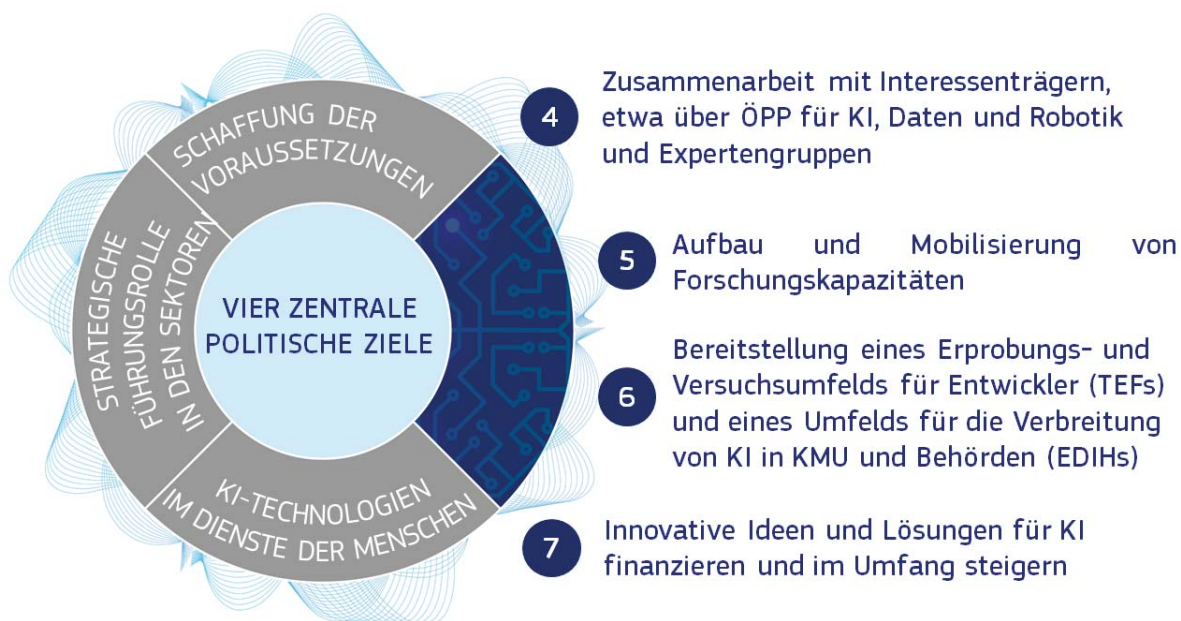 SCHAFFUNG DER
VORAUSSETZUNGEN
STRATEGISCHE
FÜHRUNGSROLLE
IN DEN SEKTOREN
VIER ZENTRALE
POLITISCHE ZIELE
KI-TECHNOLOGIEN
IM DIENSTE DER MENSCHEN
4
Zusammenarbeit mit Interessenträgern,
etwa über ÖPP für KI, Daten und Robotik
und Expertengruppen
5
Aufbau und Mobilisierung von
Forschungskapazitäten
6
Bereitstellung eines Erprobungs- und
Versuchsumfelds für Entwickler (TEFs)
und eines Umfelds für die Verbreitung
von KI in KMU und Behörden (EDIHs)
7
Innovative Ideen und Lösungen für KI
finanzieren und im Umfang steigern